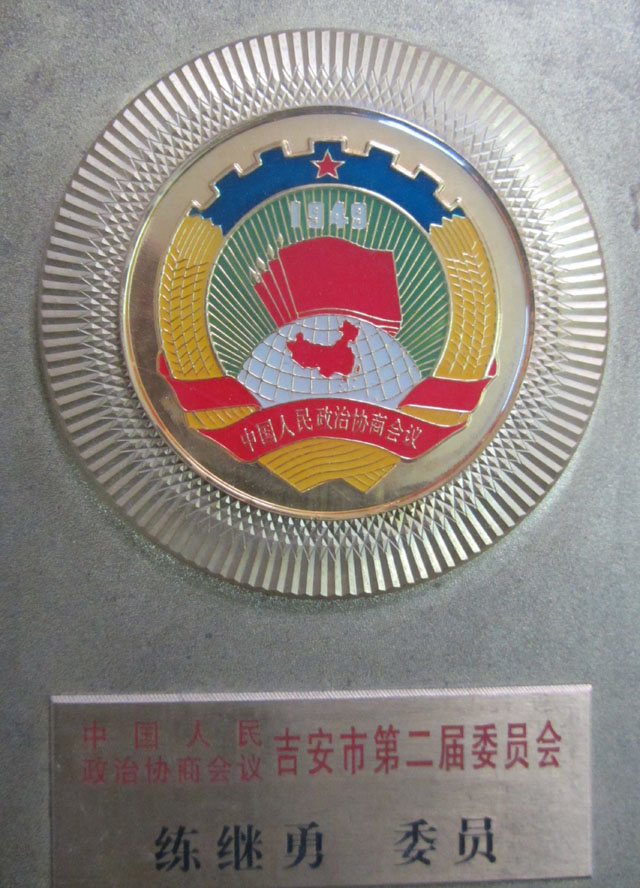 1949
中国人民政治协商会议
中国人民
政治协商会议 吉安市第二届委员会
练继勇 委员